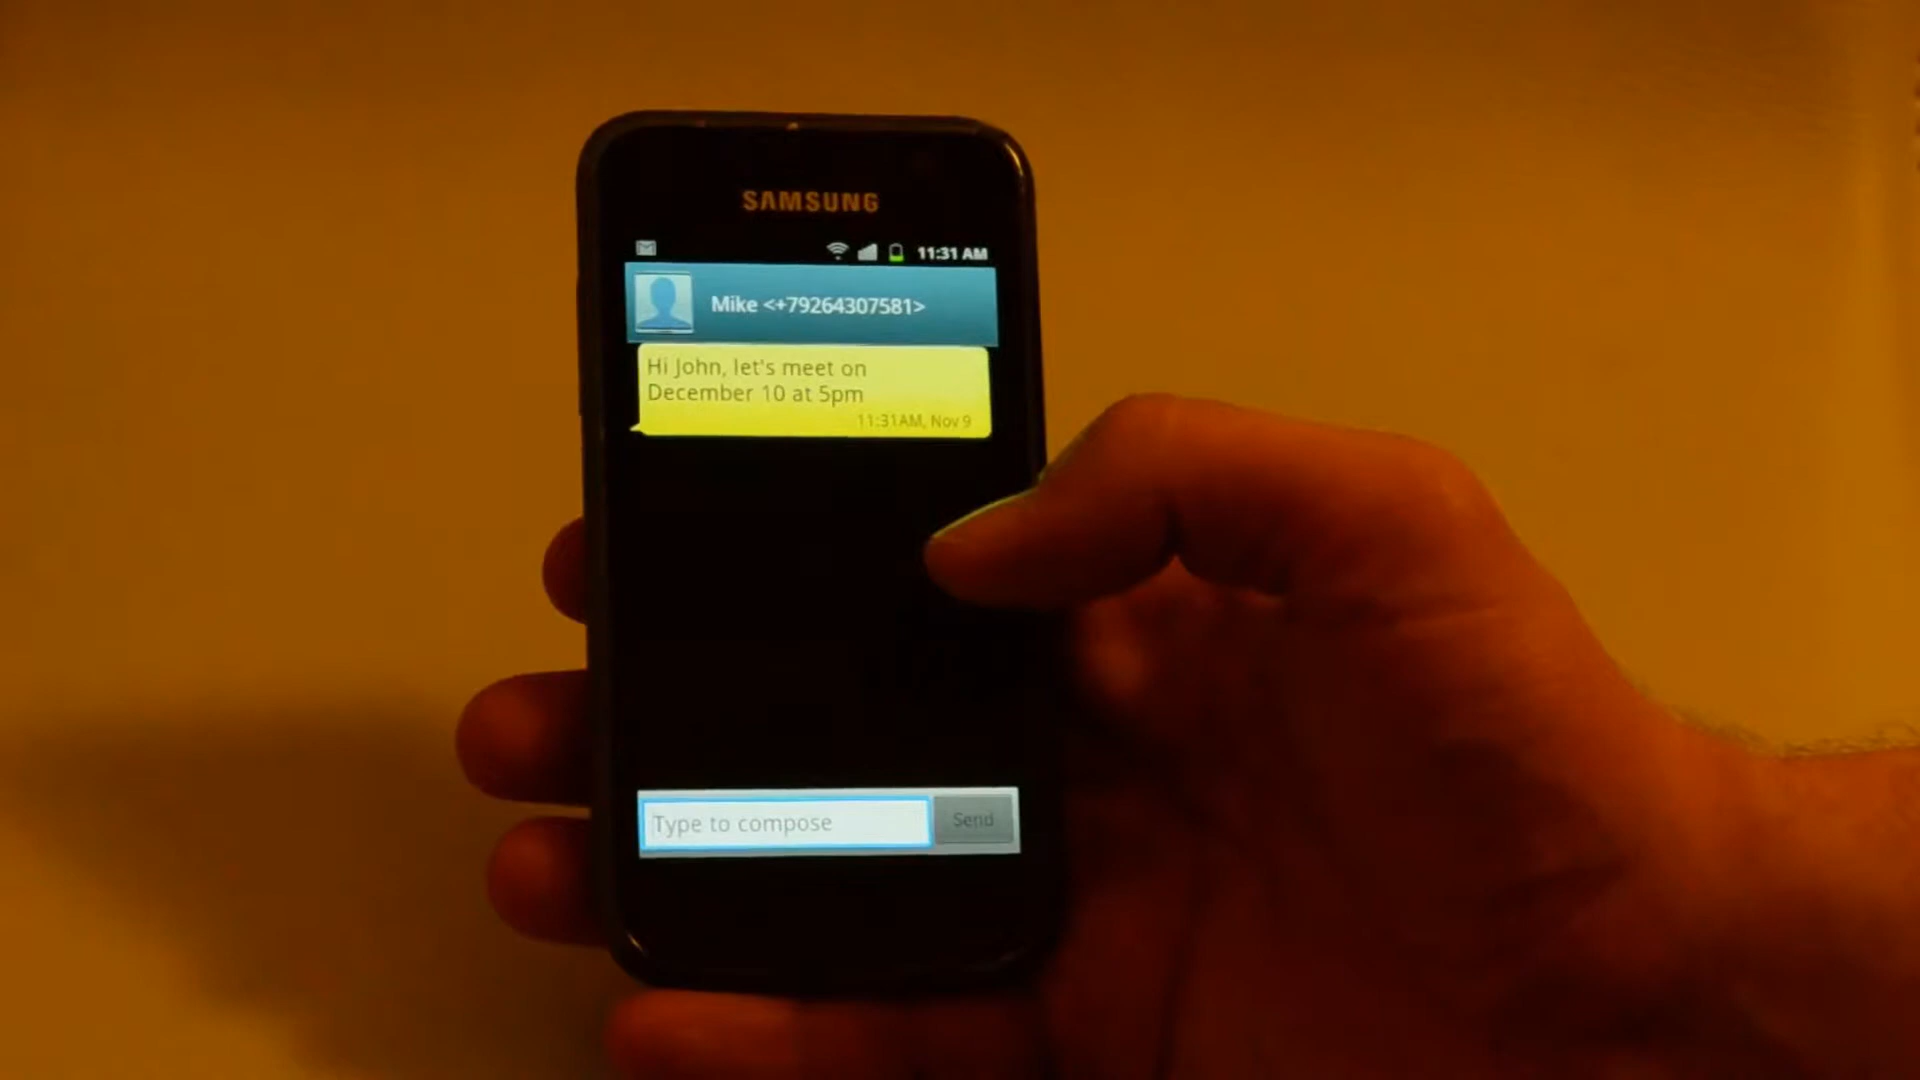 SAMSUNG
11:31 AM
Mike <+79264307581>
Hi John, let's meet on
December 10 at 5pm
11:31AM, Nov 9
Type to compose
Send